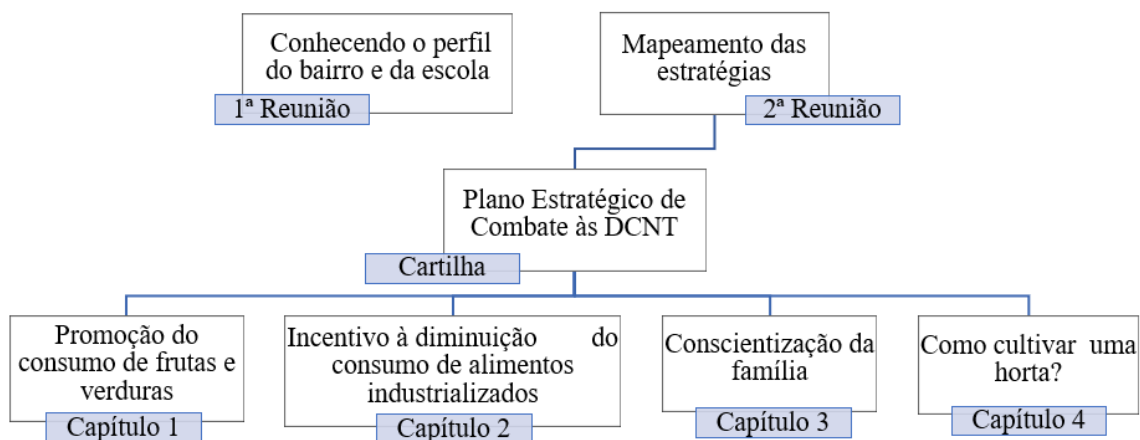 Conhecendo o perfil
do bairro e da escola
1ª Reunião
Mapeamento das
estratégias
2ª Reunião
Plano Estratégico de
Combate às DCNT
Cartilha
Promoção do
consumo de frutas e
verduras
Capítulo 1
Incentivo à diminuição do
consumo de alimentos
industrializados
Capítulo 2
Conscientização da
família
Capítulo 3
Como cultivar uma
horta?
Capítulo 4